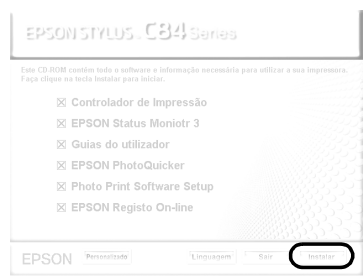 EPSON STYLUS C84 Series
Este CD-ROM contém todo o software e informação necessária para utilizar a sua impressora.
Faça clique na tecla Instalar para iniciar.
Controlador de Impressão
EPSON Status Moniotr 3
Guias do utilizador
EPSON PhotoQuicker
Photo Print Software Setup
EPSON Registo On-line
EPSON Personalizado Linguagem Sair Instalar